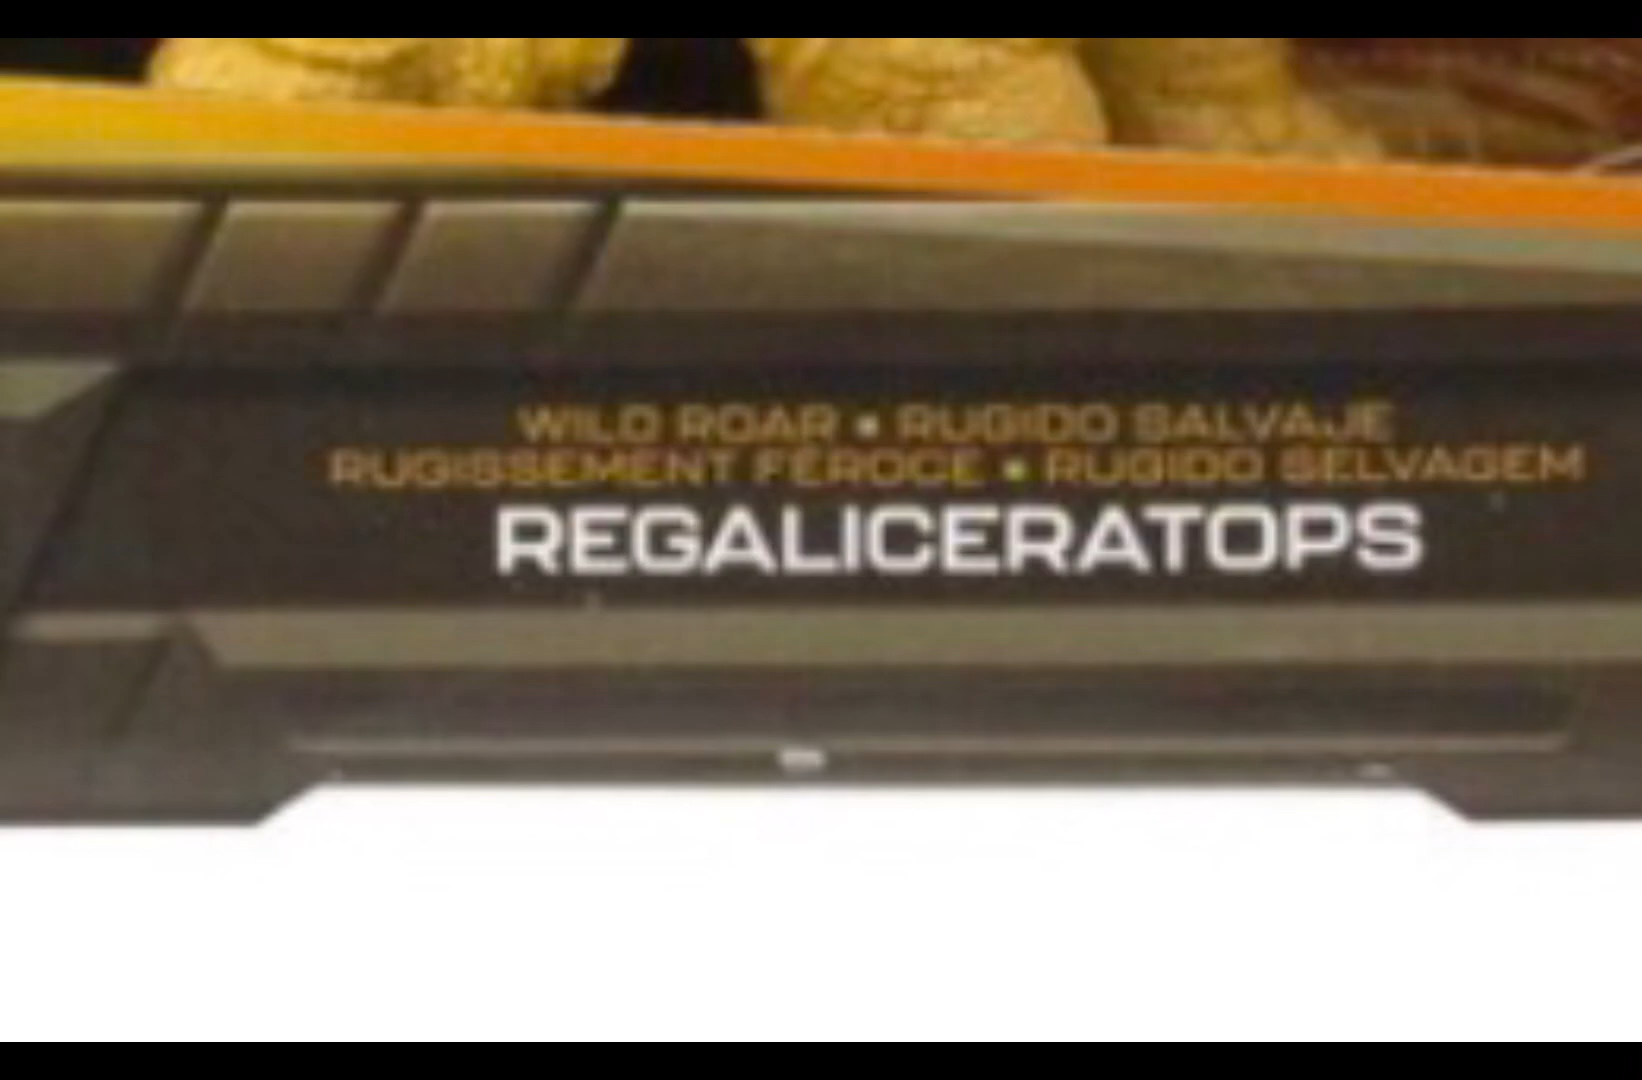 WILD ROAR • RUGIDO SALVAJE
RUGISSEMENT FÉROCE • RUGIDO SELVAGEM
REGALICERATOPS